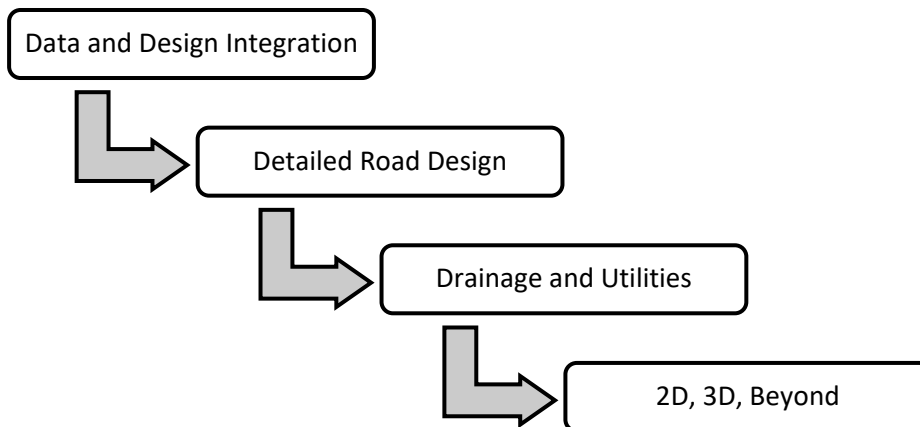 Data and Design Integration
Detailed Road Design
Drainage and Utilities
2D, 3D, Beyond